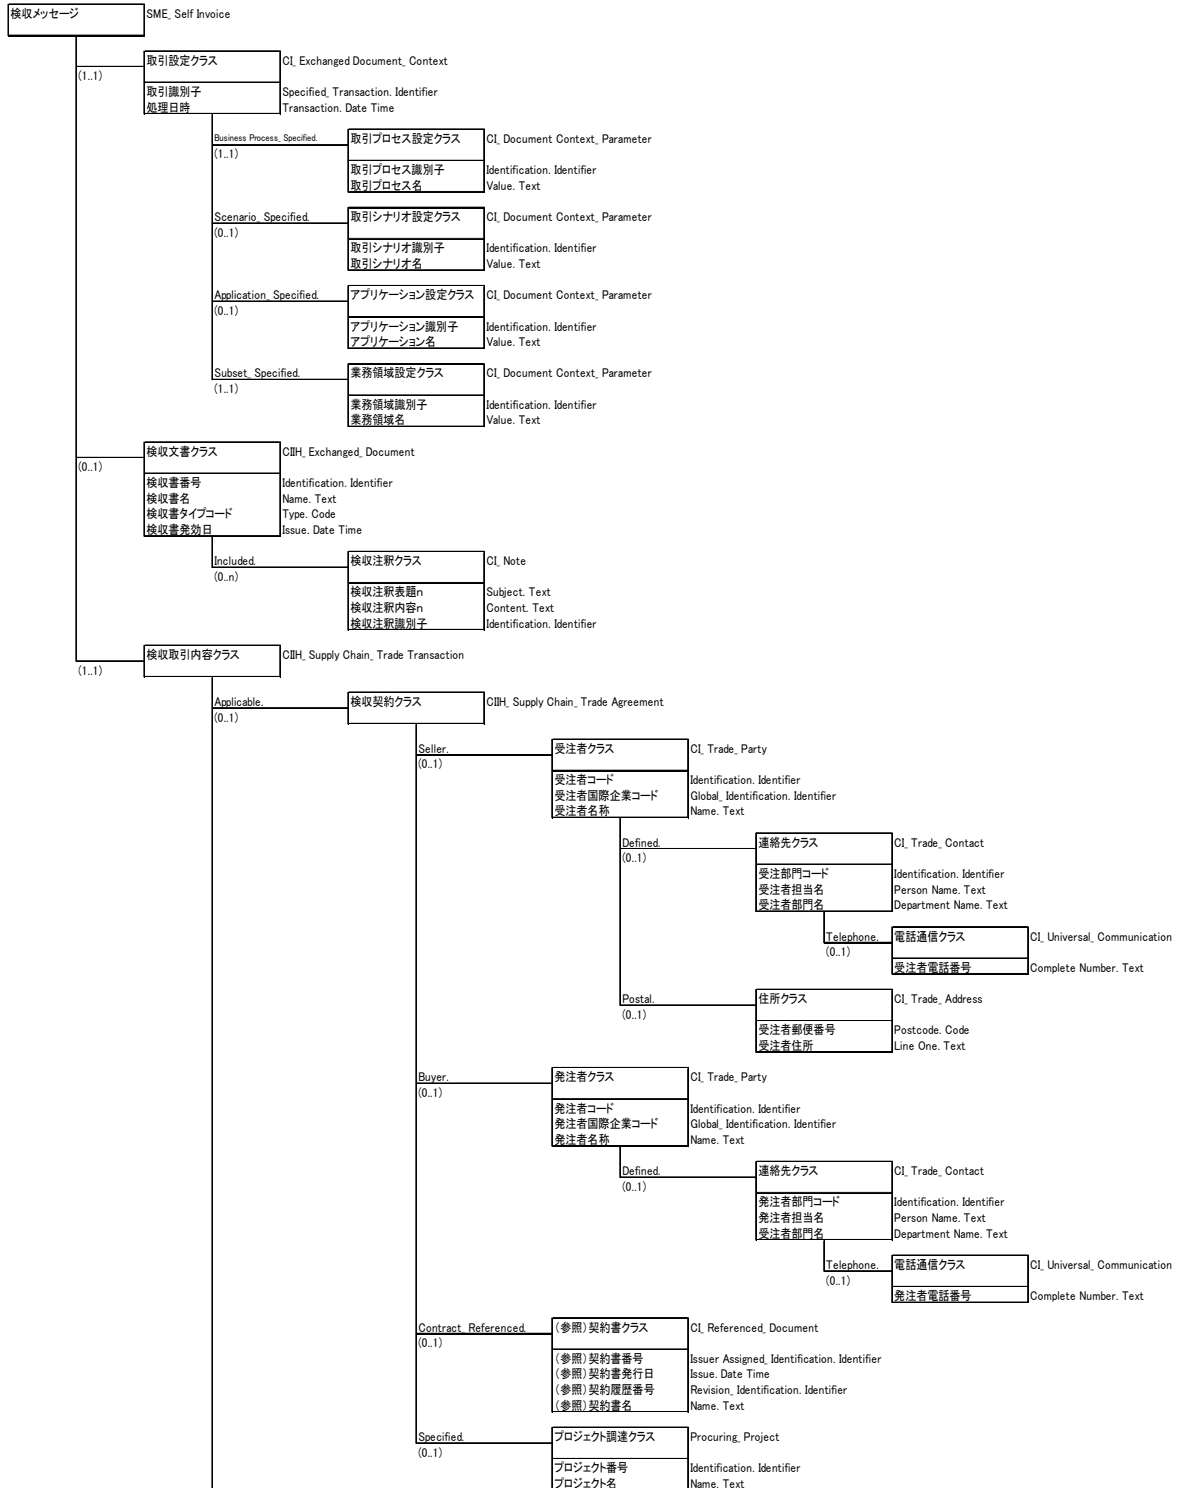 検収メッセージ SME_ Self Invoice
取引設定クラス CI_ Exchanged Document_ Context
(1..1)
取引識別子 Specified_ Transaction. Identifier
処理日時 Transaction. Date Time
Business Process_ Specified. 取引プロセス設定クラス CI_ Document Context_ Parameter
(1..1)
取引プロセス識別子 Identification. Identifier
取引プロセス名 Value. Text
Scenario_ Specified. 取引シナリオ設定クラス CI_ Document Context_ Parameter
(0..1)
取引シナリオ識別子 Identification. Identifier
取引シナリオ名 Value. Text
Application_ Specified. アプリケーション設定クラス CI_ Document Context_ Parameter
(0..1)
アプリケーション識別子 Identification. Identifier
アプリケーション名 Value. Text
Subset_ Specified. 業務領域設定クラス CI_ Document Context_ Parameter
(1..1)
業務領域識別子 Identification. Identifier
業務領域名 Value. Text
検収文書クラス CIIH_ Exchanged_ Document
(0..1)
検収書番号 Identification. Identifier
検収書名 Name. Text
検収書タイプコード Type. Code
検収書発効日 Issue. Date Time
Included. 検収注釈クラス CI_ Note
(0..n)
検収注釈表題n Subject. Text
検収注釈内容n Content. Text
検収注釈識別子 Identification. Identifier
検収取引内容クラス CIIH_ Supply Chain_ Trade Transaction
(1..1)
Applicable. 検収契約クラス CIIH_ Supply Chain_ Trade Agreement
(0..1)
Seller. 受注者クラス CI_ Trade_ Party
(0..1)
受注者コード Identification. Identifier
受注者国際企業コード Global_ Identification. Identifier
受注者名称 Name. Text
Defined. 連絡先クラス CI_ Trade_ Contact
(0..1)
受注部門コード Identification. Identifier
受注者担当名 Person Name. Text
受注者部門名 Department Name. Text
Telephone. 電話通信クラス CI_ Universal_ Communication
(0..1)
受注者電話番号 Complete Number. Text
Postal. 住所クラス CI_ Trade_ Address
(0..1)
受注者郵便番号 Postcode. Code
受注者住所 Line One. Text
Buyer. 発注者クラス CI_ Trade_ Party
(0..1)
発注者コード Identification. Identifier
発注者国際企業コード Global_ Identification. Identifier
発注者名称 Name. Text
Defined. 連絡先クラス CI_ Trade_ Contact
(0..1)
発注者部門コード Identification. Identifier
発注者担当名 Person Name. Text
受注者部門名 Department Name. Text
Telephone. 電話通信クラス CI_ Universal_ Communication
(0..1)
発注者電話番号 Complete Number. Text
Contract_ Referenced. (参照)契約書クラス CI_ Referenced_ Document
(0..1)
(参照)契約書番号 Issuer Assigned_ Identification. Identifier
(参照)契約書発行日 Issue. Date Time
(参照)契約履歴番号 Revision_ Identification. Identifier
(参照)契約書名 Name. Text
Specified. プロジェクト調達クラス Procuring_ Project
(0..1)
プロジェクト番号 Identification. Identifier
プロジェクト名 Name. Text